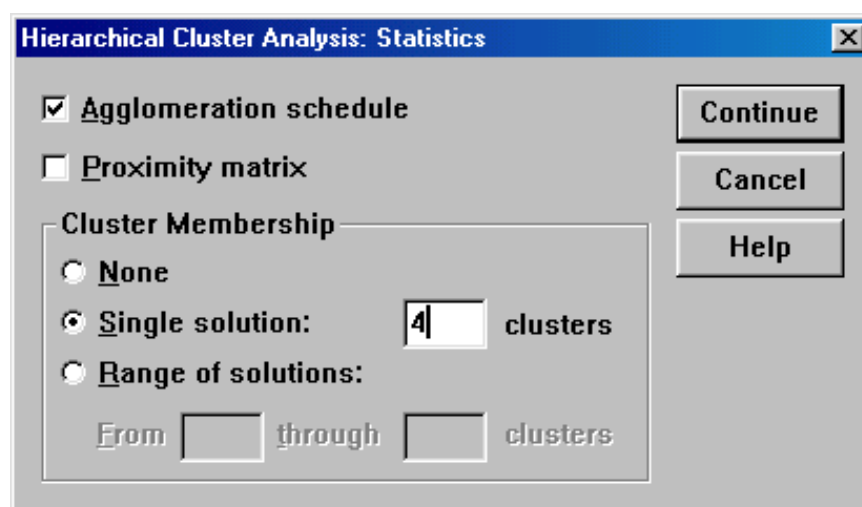 Hierarchical Cluster Analysis: Statistics
Agglomeration schedule
Proximity matrix
Continue
Cancel
Help
Cluster Membership
None
Single solution: 4 clusters
Range of solutions:
From through clusters